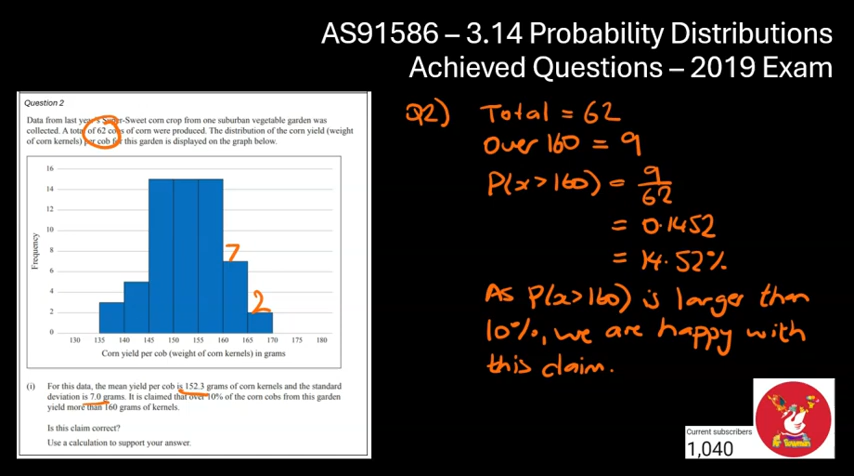 AS91586 – 3.14 Probability Distributions
Achieved Questions – 2019 Exam
Question 2
Data from last year's Super-Sweet corn crop from one suburban vegetable garden was
collected. A total of 62 cobs of corn were produced. The distribution of the corn yield (weight
of corn kernels) per cob for this garden is displayed on the graph below.
16
14
12
10
8
6
4
2
0
Frequency
7
2
130 135 140 145 150 155 160 165 170 175 180
Corn yield per cob (weight of corn kernels) in grams
(i) For this data, the mean yield per cob is 152.3 grams of corn kernels and the standard
deviation is 7.0 grams. It is claimed that over 10% of the corn cobs from this garden
yield more than 160 grams of kernels.
Is this claim correct?
Use a calculation to support your answer.
Q2) Total = 62
Over 160 = 9
P(x>160) = 9/62
= 0.1452
= 14.52%
As P(x>160) is larger than
10%, we are happy with
this claim.
Current subscribers
1,040